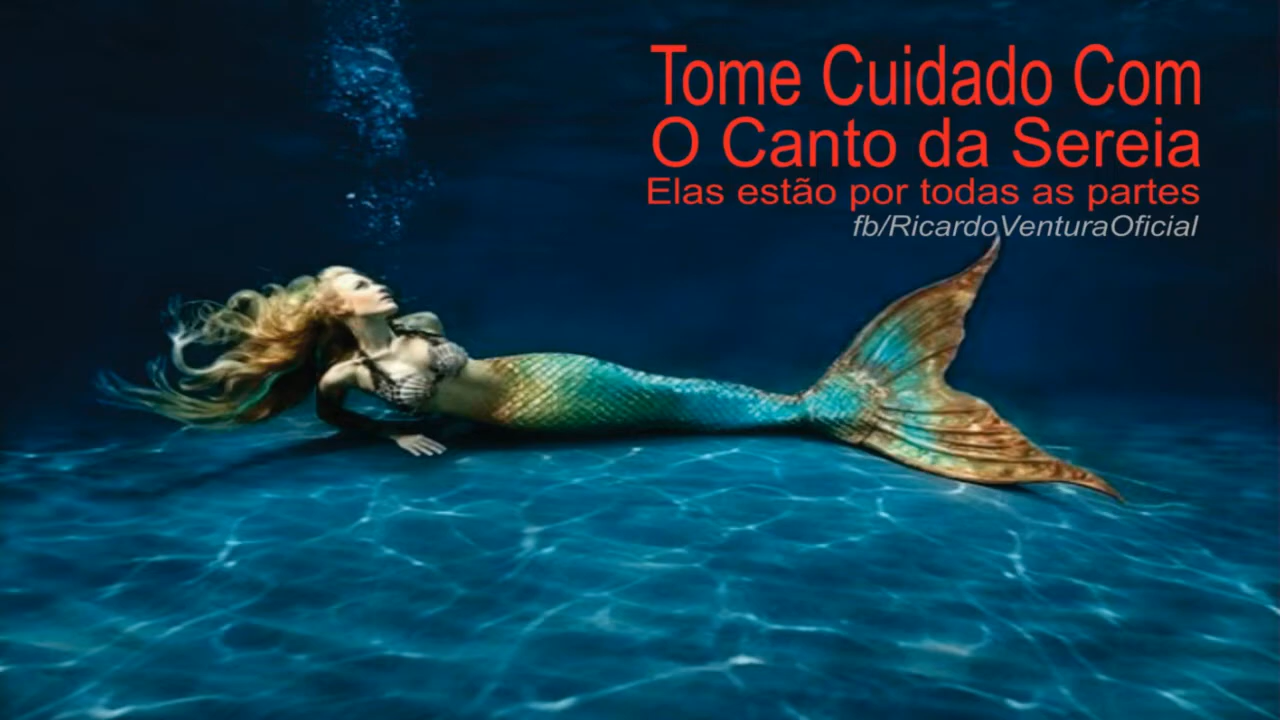 Tome Cuidado Com
O Canto da Sereia
Elas estão por todas as partes
fb/RicardoVenturaOficial